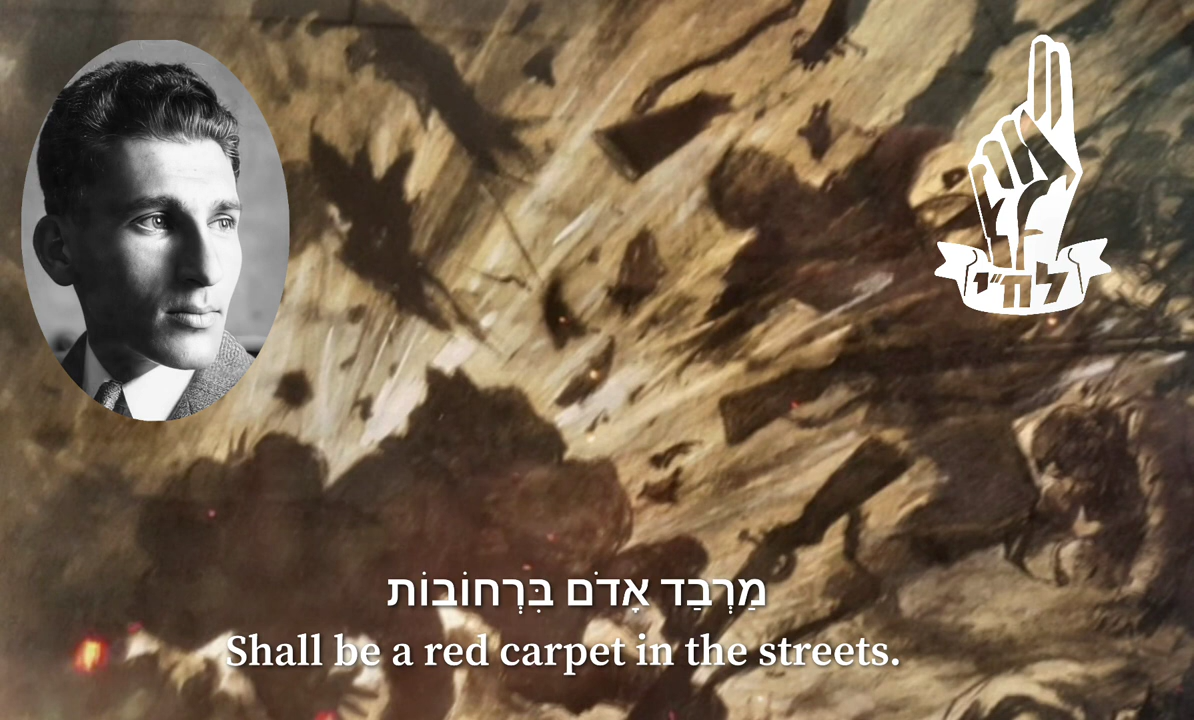 לח״י
מַרְבַד אָדֹם בִּרְחוֹבוֹת
Shall be a red carpet in the streets.